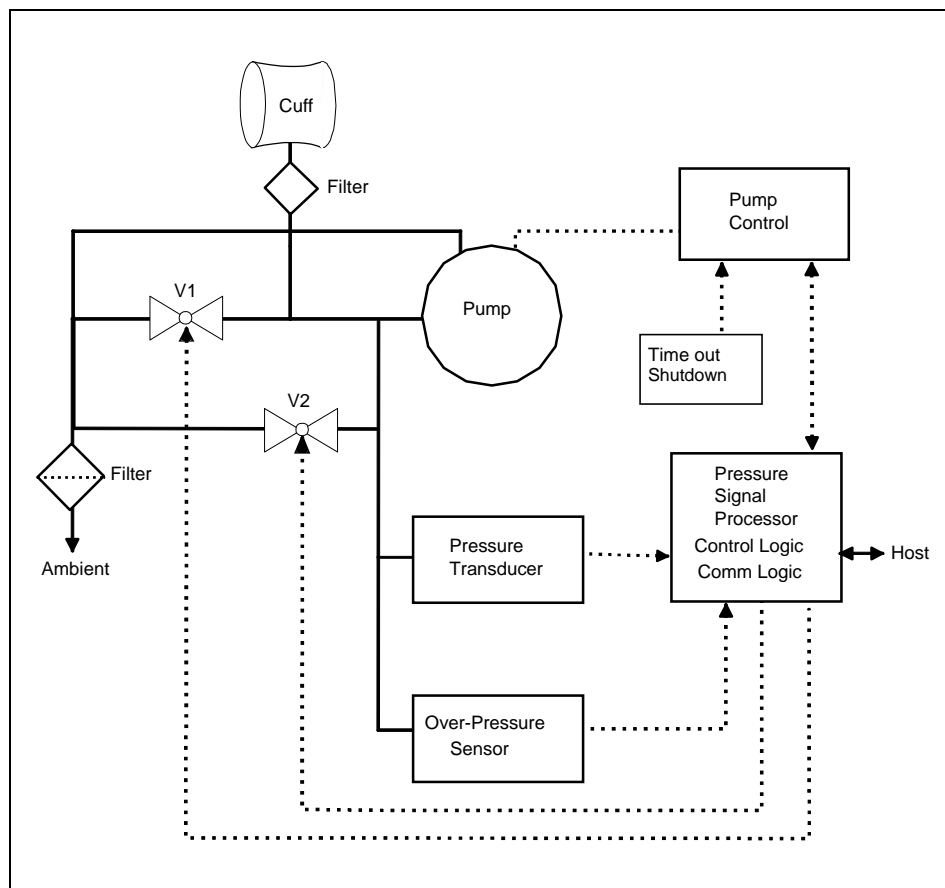 Cuff
Filter
Pump
Control
V1
Pump
Time out
Shutdown
V2
Filter
Pressure
Signal
Processor
Control Logic
Comm Logic
Host
Ambient
Pressure
Transducer
Over-Pressure
Sensor